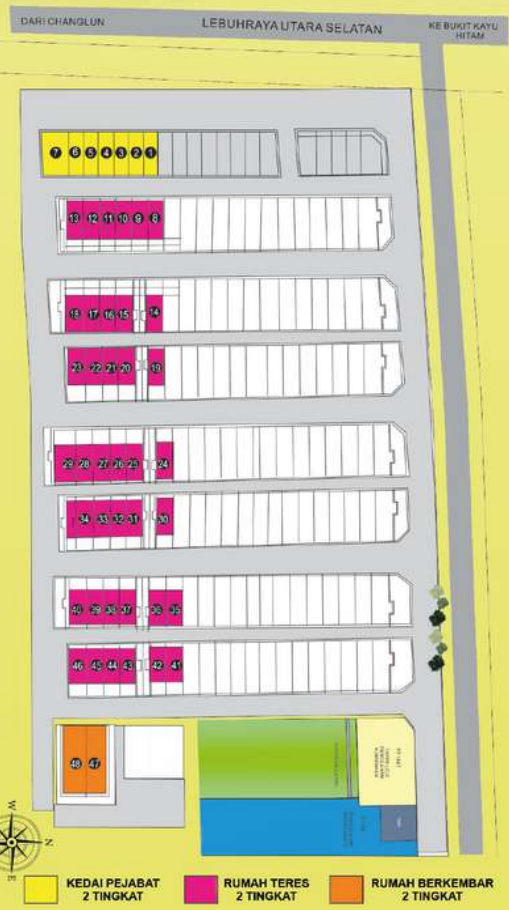 DARI CHANGLUN
LEBUHRAYA UTARA SELATAN
KE BUKIT KAYU
HITAM
7 6 5 4 3 2 1
13 12 11 10 9 8
18 17 16 15 14
23 22 21 20 19
29 28 27 26 25 24
34 33 32 31 30
40 39 38 37 36 35
46 45 44 43 42 41
48 47
W
N
E
KEDAI PEJABAT
2 TINGKAT
RUMAH TERES
2 TINGKAT
RUMAH BERKEMBAR
2 TINGKAT